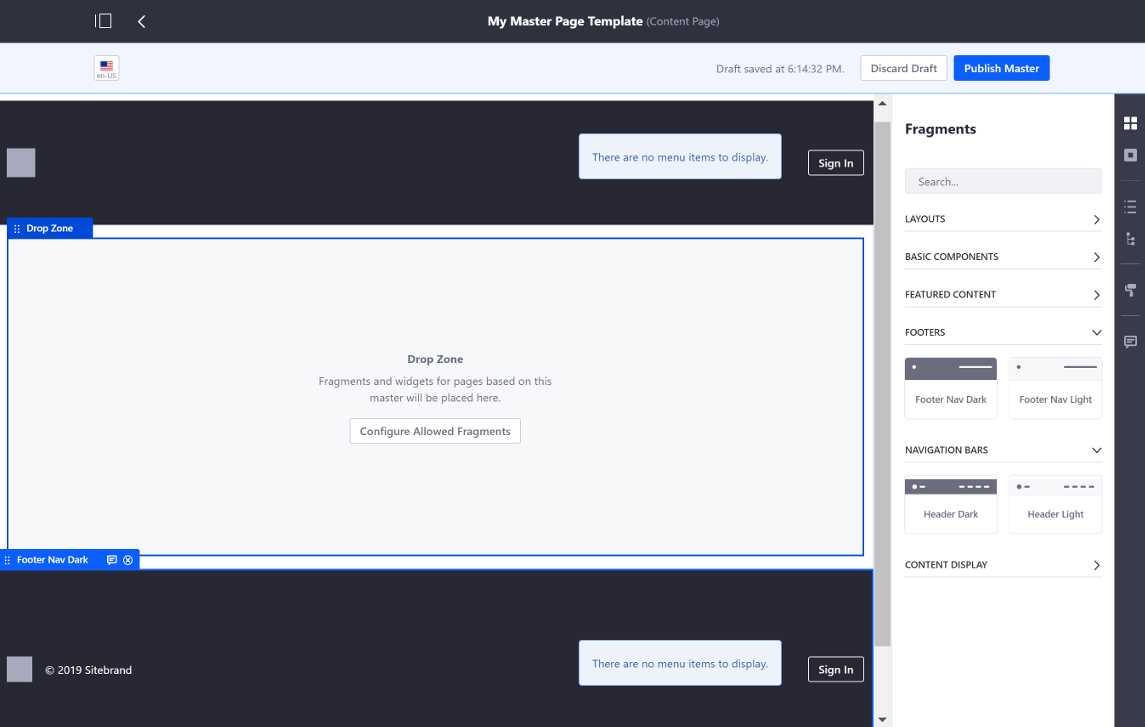 My Master Page Template (Content Page)
en-US
Draft saved at 6:14:32 PM.
Discard Draft
Publish Master
There are no menu items to display.
Sign In
Drop Zone
Drop Zone
Fragments and widgets for pages based on this
master will be placed here.
Configure Allowed Fragments
Footer Nav Dark
© 2019 Sitebrand
There are no menu items to display.
Sign In
Fragments
Search...
LAYOUTS
BASIC COMPONENTS
FEATURED CONTENT
FOOTERS
Footer Nav Dark
Footer Nav Light
NAVIGATION BARS
Header Dark
Header Light
CONTENT DISPLAY